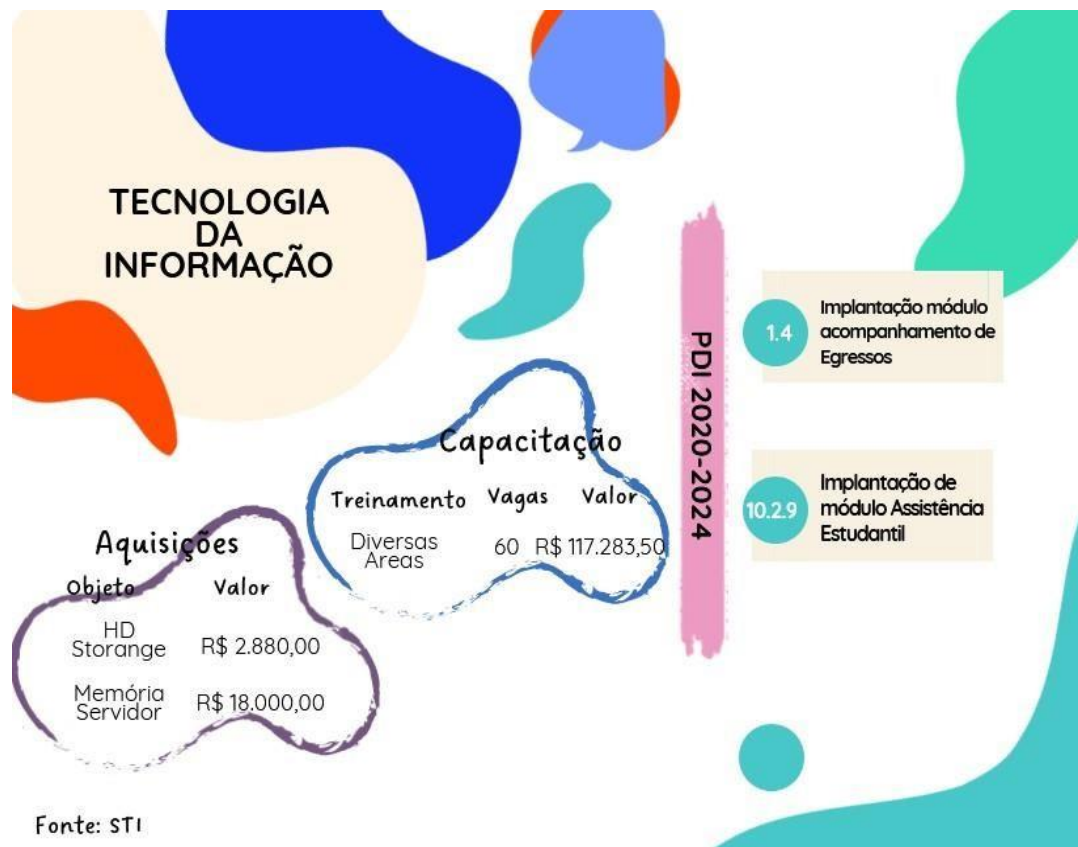 TECNOLOGIA
DA
INFORMAÇÃO
PDI 2020-2024
1.4
Implantação módulo
acompanhamento de
Egressos
10.2.9
Implantação de
módulo Assistência
Estudantil
Capacitação
Treinamento Vagas Valor
Diversas
Areas
60 R$ 117.283,50
Aquisições
Objeto Valor
HD
Storange
R$ 2.880,00
Memória
Servidor
R$ 18.000,00
Fonte: STI